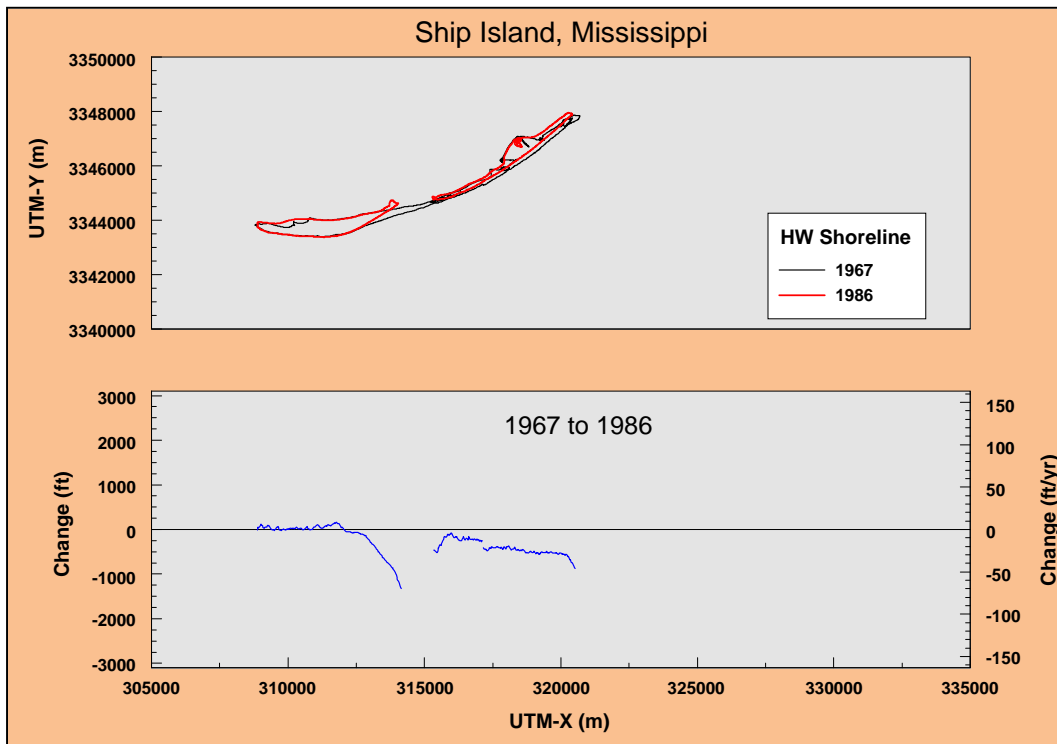 Ship Island, Mississippi
3350000
3348000
3346000
3344000
3342000
3340000
UTM-Y (m)
HW Shoreline
1967
1986
1967 to 1986
3000
2000
1000
0
-1000
-2000
-3000
Change (ft)
150
100
50
0
-50
-100
-150
Change (ft/yr)
305000 310000 315000 320000 325000 330000 335000
UTM-X (m)